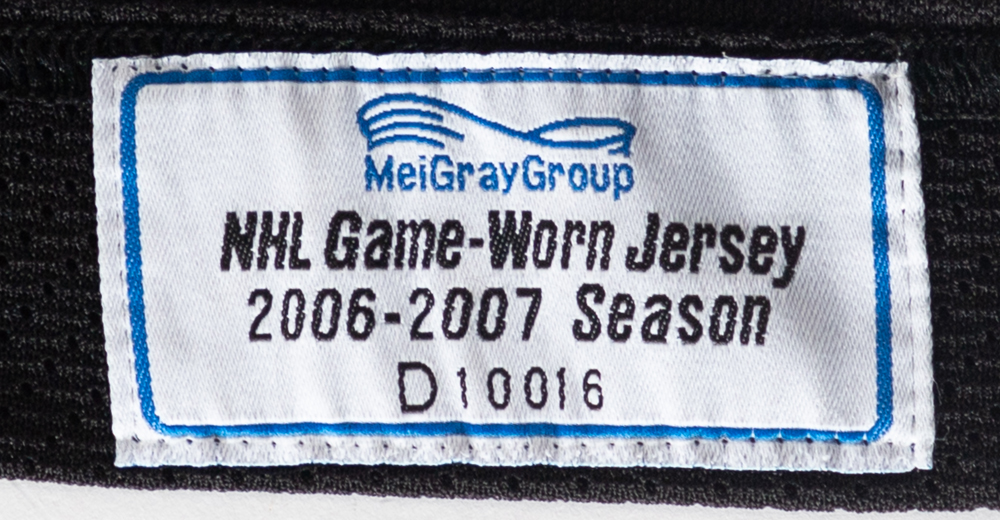 MeiGrayGroup
NHL Game-Worn Jersey
2006-2007 Season
D10016